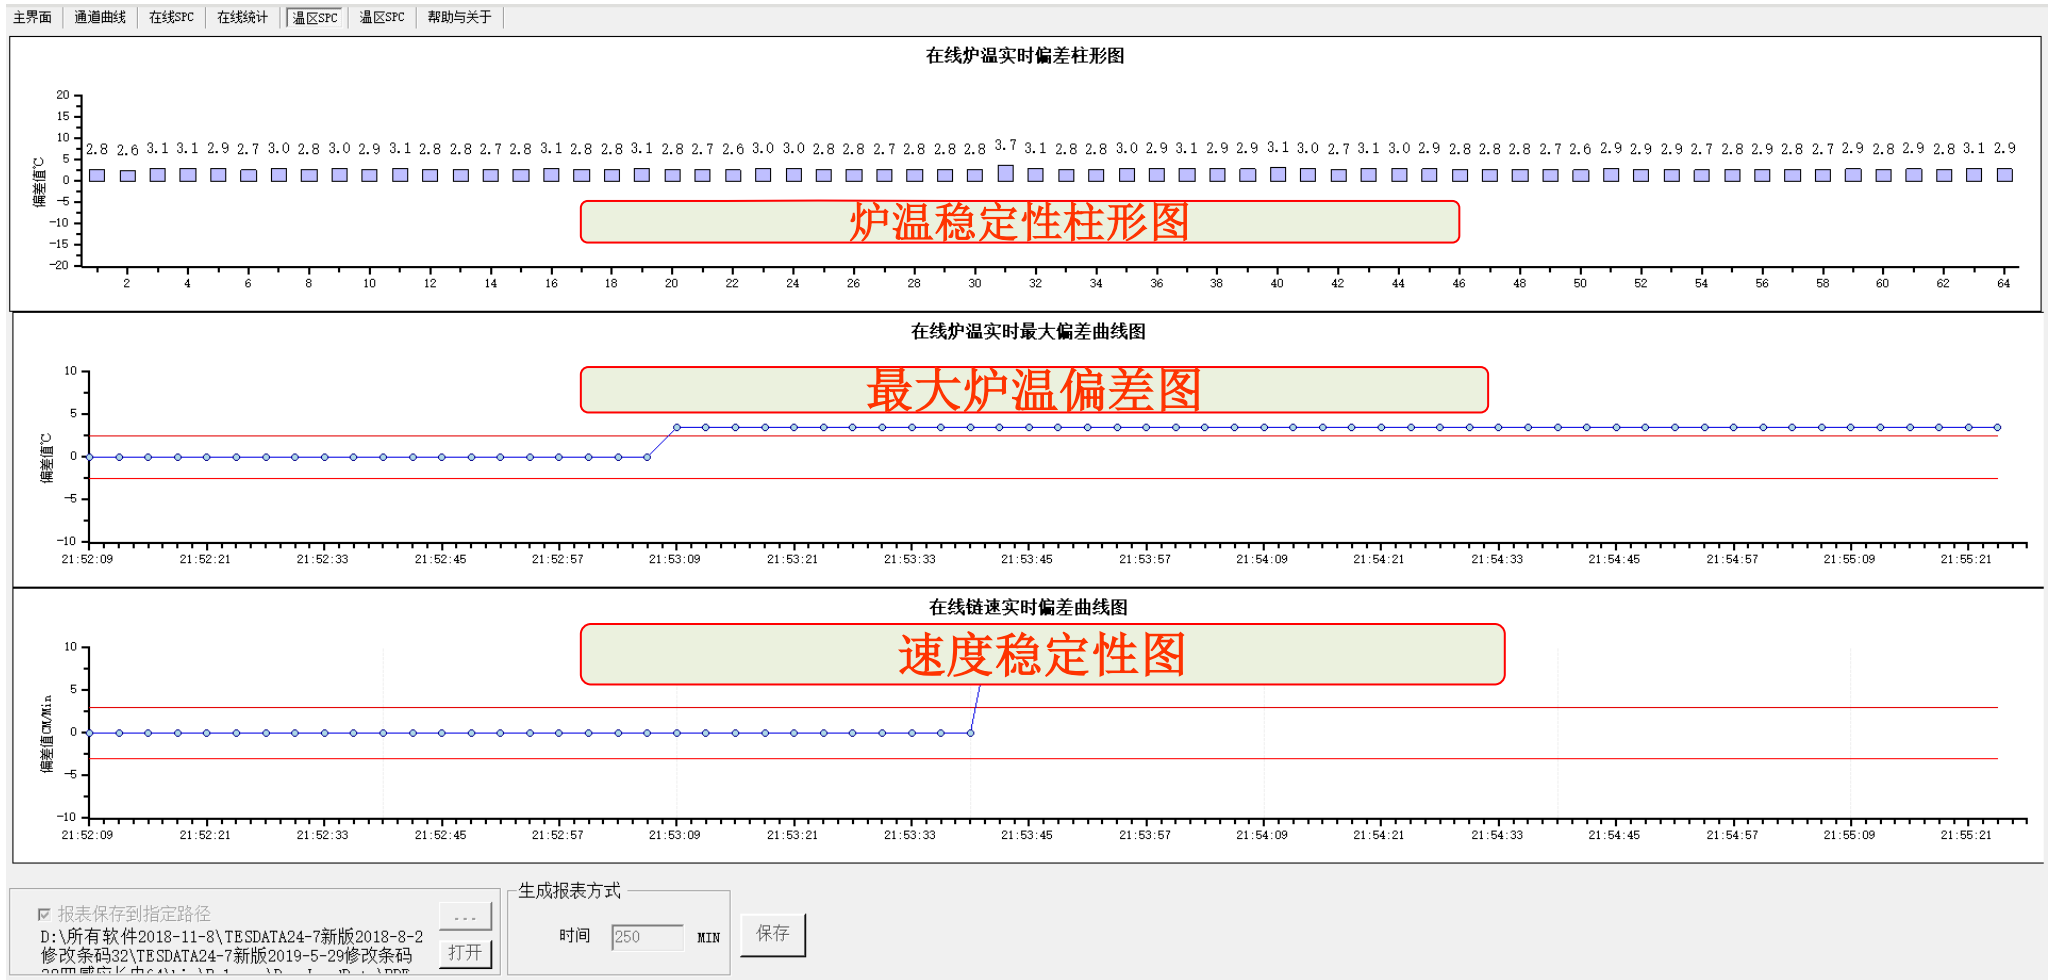 主界面 通道曲线 在线SPC 在线统计 温区SPC 温区SPC 帮助与关于
在线炉温实时偏差柱形图
偏差值℃
20
15
10
5
0
-5
-10
-15
-20
2.8 2.6 3.1 3.1 2.9 2.7 3.0 2.8 3.0 2.9 3.1 2.8 2.8 2.7 2.8 3.1 2.8 2.8 3.1 2.8 2.7 2.6 3.0 3.0 2.8 2.8 2.7 2.8 2.8 2.8 3.7 3.1 2.8 2.8 3.0 2.9 3.1 2.9 2.9 3.1 3.0 2.7 3.1 3.0 2.9 2.8 2.8 2.8 2.7 2.6 2.9 2.9 2.9 2.7 2.8 2.9 2.8 2.7 2.9 2.8 2.9 2.8 3.1 2.9
炉温稳定性柱形图
2 4 6 8 10 12 14 16 18 20 22 24 26 28 30 32 34 36 38 40 42 44 46 48 50 52 54 56 58 60 62 64
在线炉温实时最大偏差曲线图
最大炉温偏差图
偏差值℃
10
5
0
-5
-10
21:52:09 21:52:21 21:52:33 21:52:45 21:52:57 21:53:09 21:53:21 21:53:33 21:53:45 21:53:57 21:54:09 21:54:21 21:54:33 21:54:45 21:54:57 21:55:09 21:55:21
在线链速实时偏差曲线图
速度稳定性图
偏差值CM/Min
10
5
0
-5
-10
21:52:09 21:52:21 21:52:33 21:52:45 21:52:57 21:53:09 21:53:21 21:53:33 21:53:45 21:53:57 21:54:09 21:54:21 21:54:33 21:54:45 21:54:57 21:55:09 21:55:21
报表保存到指定路径 ...
D:\所有软件2018-11-8\TESDATA24-7新版2018-8-2
修改条码32\TESDATA24-7新版2019-5-29修改条码
打开
生成报表方式
时间 250 MIN
保存